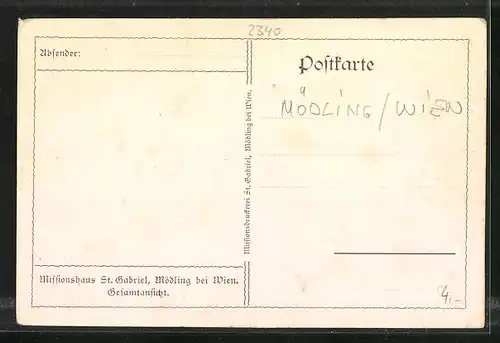 2340
Absender:
Postkarte
MÖDLING/WIEN
Missionsdruckerei St. Gabriel, Mödling bei Wien.
Missionshaus St. Gabriel, Mödling bei Wien.
Gesamtansicht.
4,-